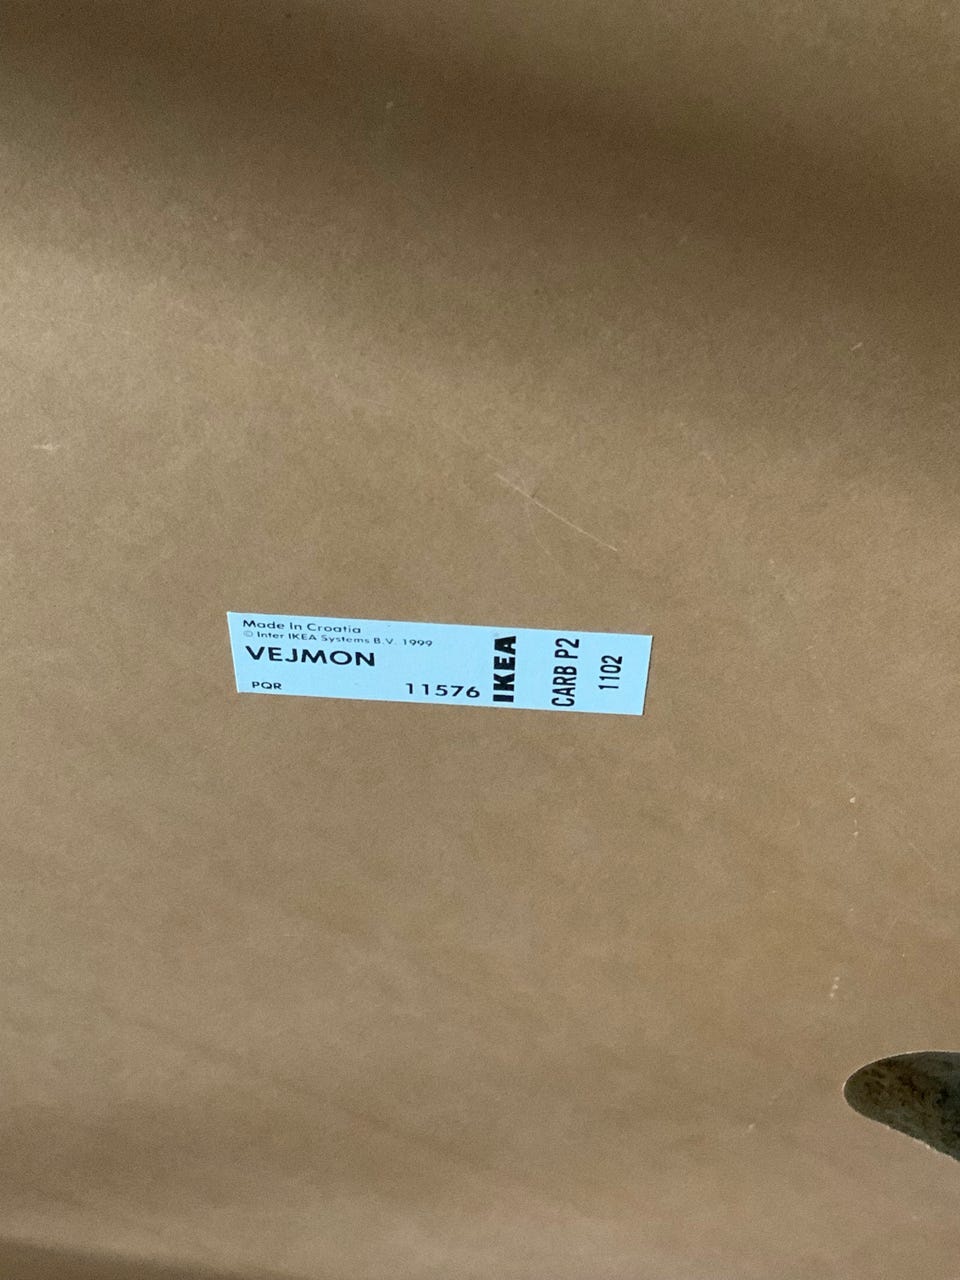 Made In Croatia
© Inter IKEA Systems B.V. 1999
VEJMON
PQR 11576
IKEA
CARB P2
1102